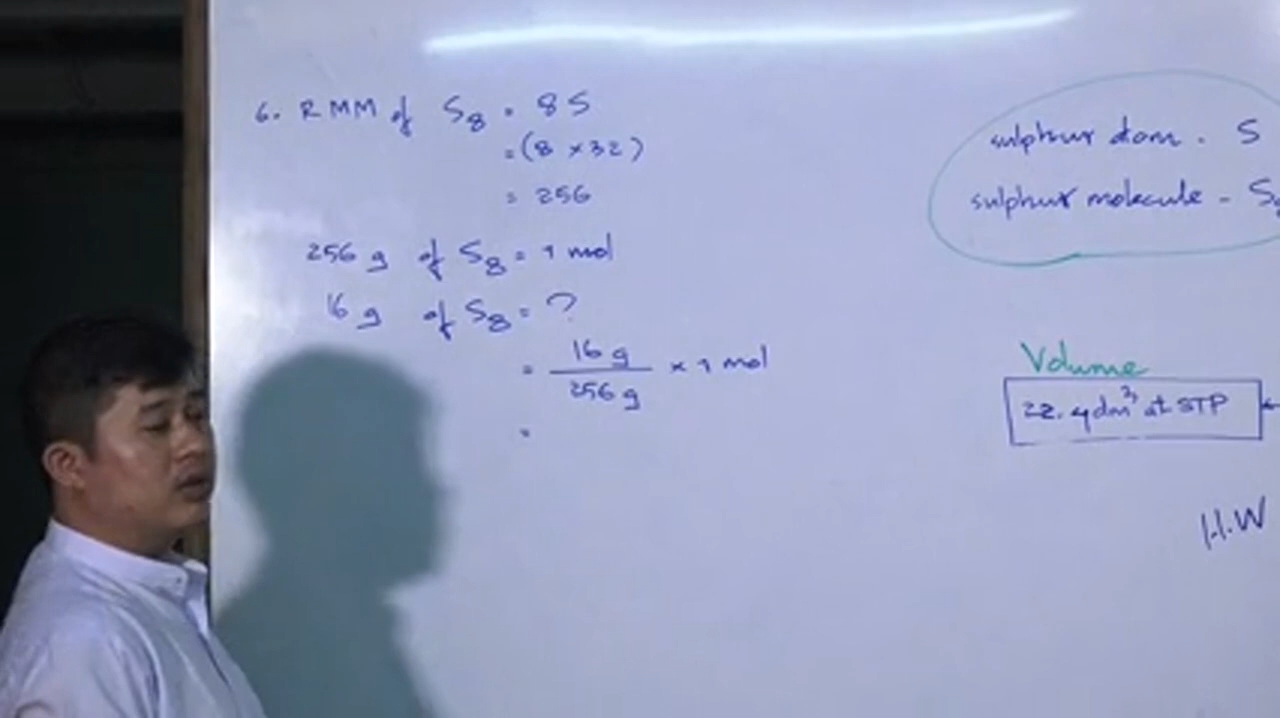 6. RMM of S8 = 8S
= (8 × 32)
= 256
256 g of S8 = 1 mol
16 g of S8 = ?
= 16 g / 256 g × 1 mol
=
sulphur atom - S
sulphur molecule - S
Volume
22.4 dm³ at STP
H.W